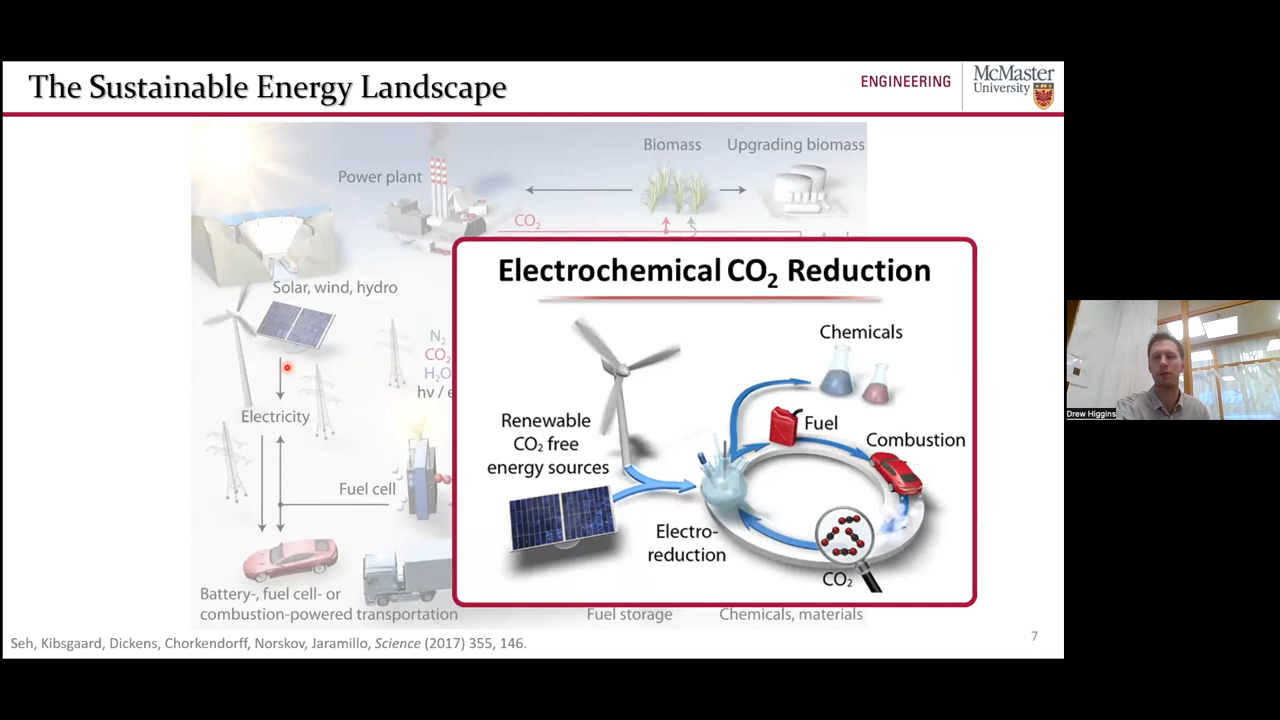 The Sustainable Energy Landscape
ENGINEERING
McMaster
University
Biomass
Upgrading biomass
Power plant
CO₂
Solar, wind, hydro
N₂
CO₂
H₂O
hν / e
Electricity
Fuel cell
Battery-, fuel cell- or
combustion-powered transportation
Fuel storage
Chemicals, materials
Electrochemical CO₂ Reduction
Chemicals
Fuel
Combustion
Renewable
CO₂ free
energy sources
Electro-
reduction
CO₂
Seh, Kibsgaard, Dickens, Chorkendorff, Norskov, Jaramillo, Science (2017) 355, 146.
7
Drew Higgins